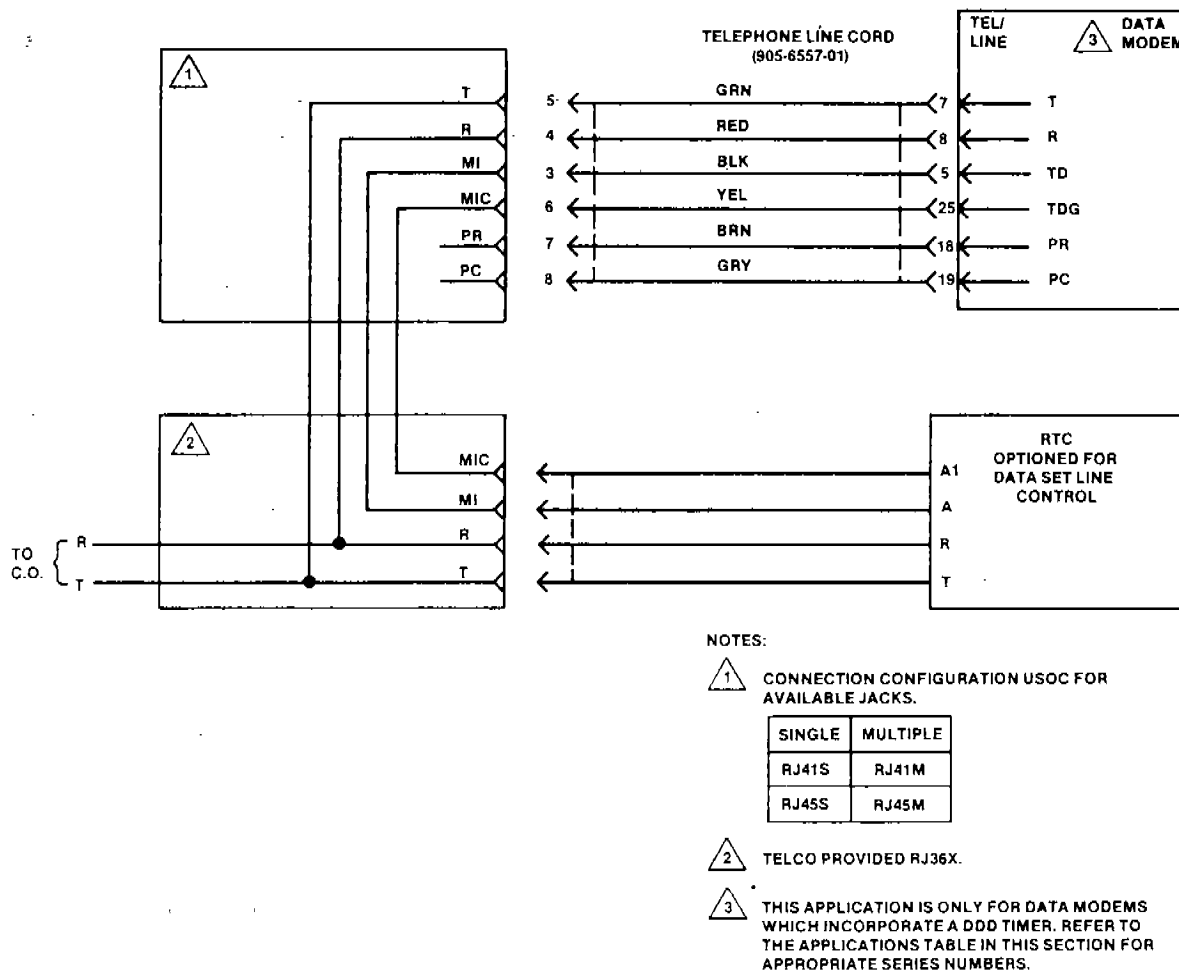 TELEPHONE LINE CORD
(905-6557-01)
TEL/
LINE
3
DATA
MODEM
1
T 5 GRN 7 T
R 4 RED 8 R
MI 3 BLK 5 TD
MIC 6 YEL 25 TDG
PR 7 BRN 18 PR
PC 8 GRY 19 PC
2
RTC
OPTIONED FOR
DATA SET LINE
CONTROL
MIC A1
MI A
TO
C.O.
R R R
T T T
NOTES:
1 CONNECTION CONFIGURATION USOC FOR
AVAILABLE JACKS.
SINGLE MULTIPLE
RJ41S RJ41M
RJ45S RJ45M
2 TELCO PROVIDED RJ36X.
3 THIS APPLICATION IS ONLY FOR DATA MODEMS
WHICH INCORPORATE A DDD TIMER. REFER TO
THE APPLICATIONS TABLE IN THIS SECTION FOR
APPROPRIATE SERIES NUMBERS.